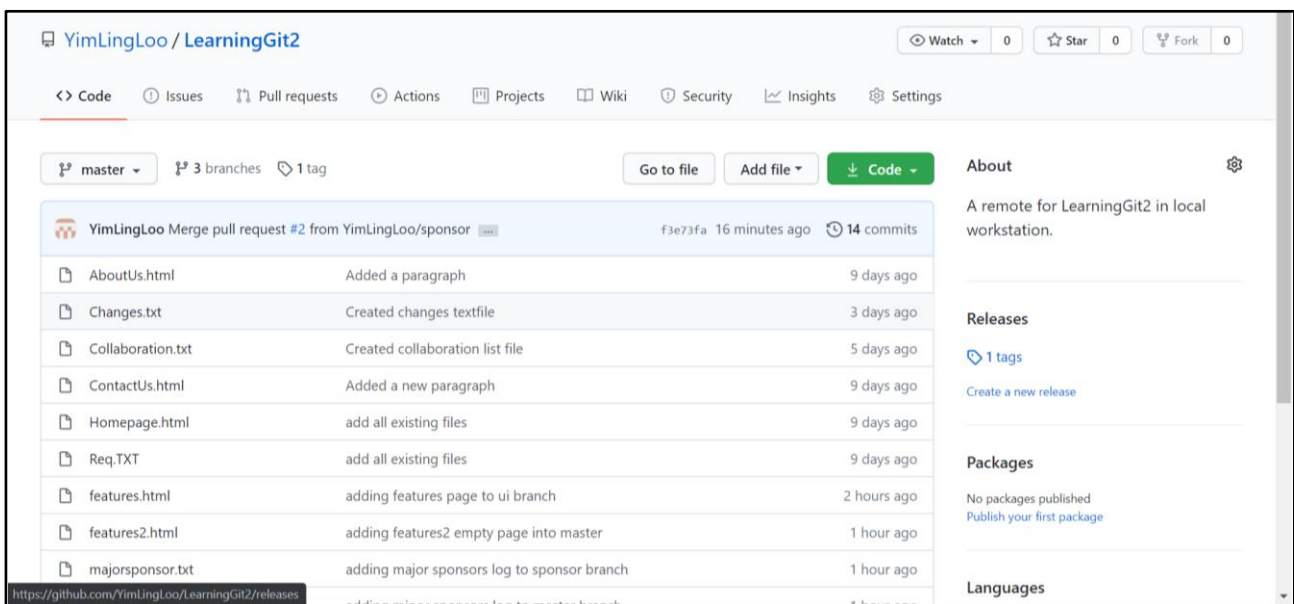 YimLingLoo / LearningGit2
Watch 0 Star 0 Fork 0
Code Issues Pull requests Actions Projects Wiki Security Insights Settings
master 3 branches 1 tag Go to file Add file Code
YimLingLoo Merge pull request #2 from YimLingLoo/sponsor ... f3e73fa 16 minutes ago 14 commits
AboutUs.html Added a paragraph 9 days ago
Changes.txt Created changes textfile 3 days ago
Collaboration.txt Created collaboration list file 5 days ago
ContactUs.html Added a new paragraph 9 days ago
Homepage.html add all existing files 9 days ago
Req.TXT add all existing files 9 days ago
features.html adding features page to ui branch 2 hours ago
features2.html adding features2 empty page into master 1 hour ago
majorsponsor.txt adding major sponsors log to sponsor branch 1 hour ago
https://github.com/YimLingLoo/LearningGit2/releases
About
A remote for LearningGit2 in local
workstation.
Releases
1 tags
Create a new release
Packages
No packages published
Publish your first package
Languages